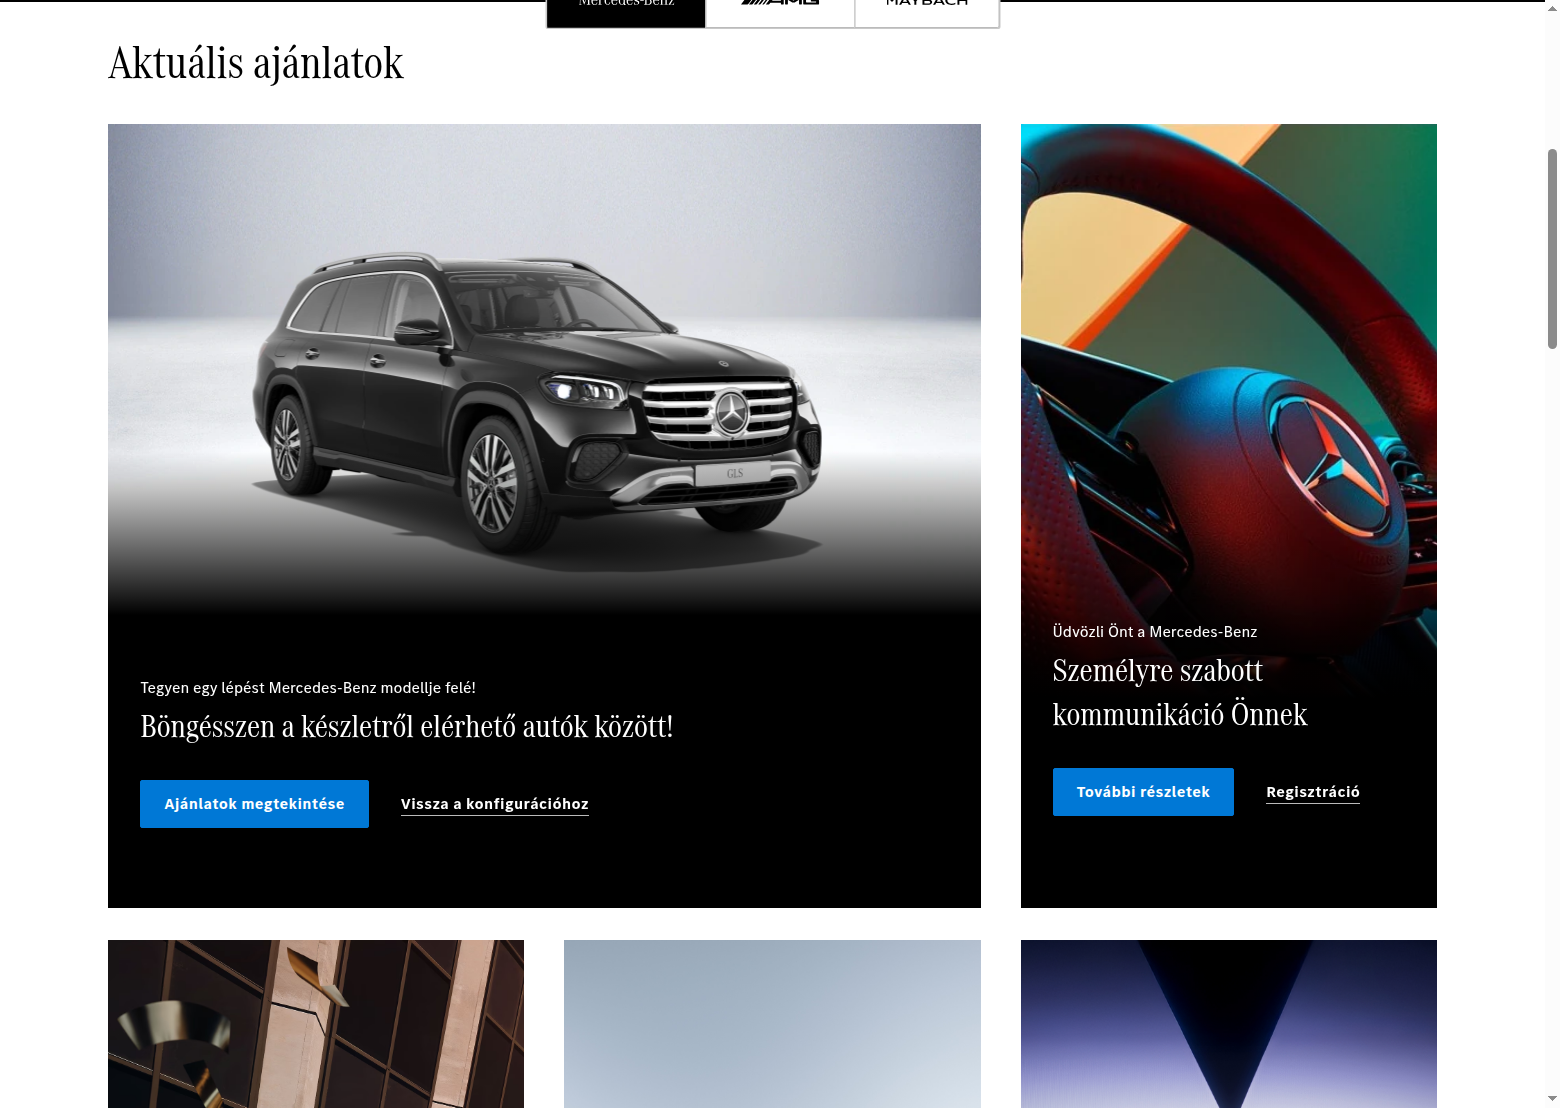 Mercedes-Benz
AMG
MAYBACH
Aktuális ajánlatok
GLS
Tegyen egy lépést Mercedes-Benz modellje felé!
Böngésszen a készletről elérhető autók között!
Ajánlatok megtekintése
Vissza a konfigurációhoz
Üdvözli Önt a Mercedes-Benz
Személyre szabott
kommunikáció Önnek
További részletek
Regisztráció